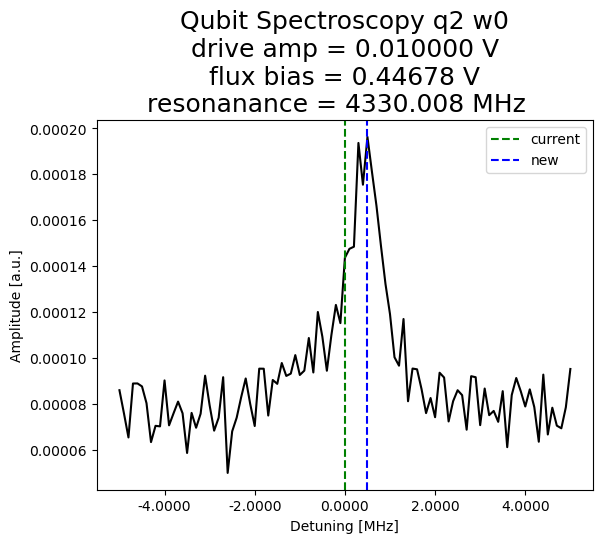 Qubit Spectroscopy q2 w0
drive amp = 0.010000 V
flux bias = 0.44678 V
resonanance = 4330.008 MHz
current
new
0.00020
0.00018
0.00016
0.00014
0.00012
0.00010
0.00008
0.00006
Amplitude [a.u.]
-4.0000 -2.0000 0.0000 2.0000 4.0000
Detuning [MHz]